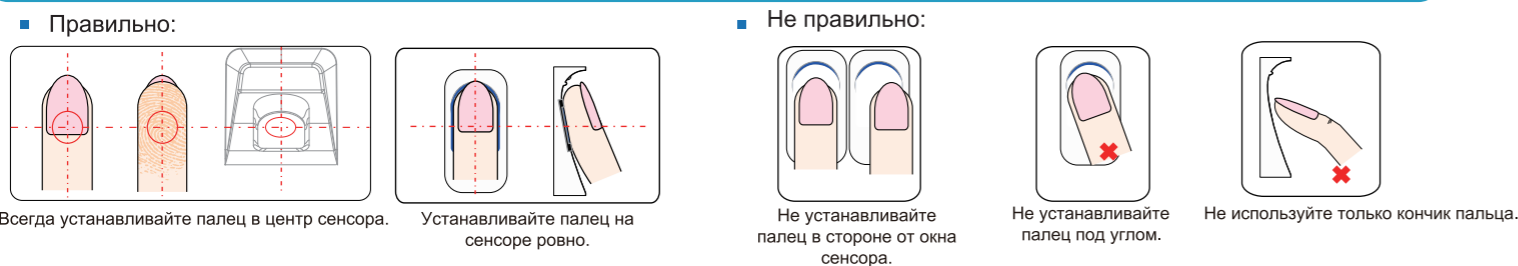 Правильно:
Всегда устанавливайте палец в центр сенсора.
Устанавливайте палец на
сенсоре ровно.
Не правильно:
Не устанавливайте
палец в стороне от окна
сенсора.
Не устанавливайте
палец под углом.
Не используйте только кончик пальца.